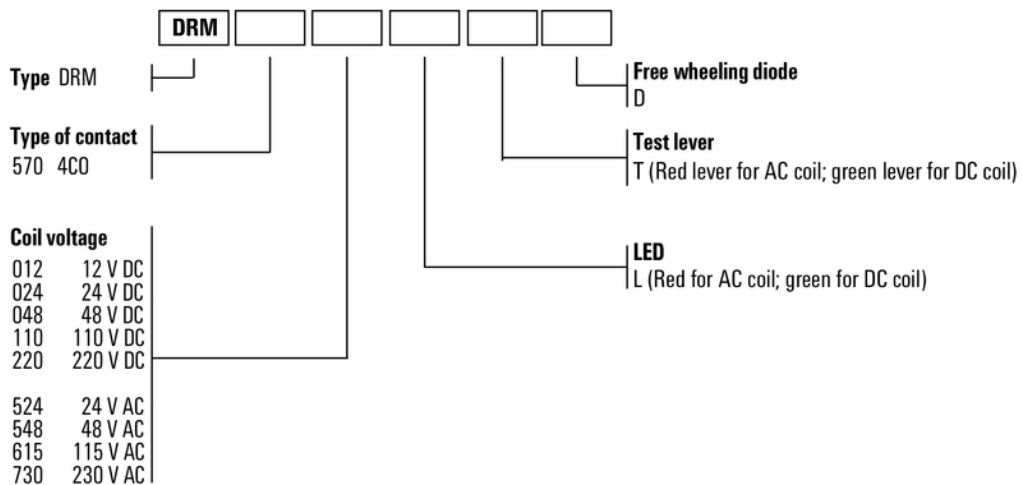 DRM
Type DRM
Free wheeling diode
D
Type of contact
570 4CO
Test lever
T (Red lever for AC coil; green lever for DC coil)
Coil voltage
012 12 V DC
024 24 V DC
048 48 V DC
110 110 V DC
220 220 V DC
524 24 V AC
548 48 V AC
615 115 V AC
730 230 V AC
LED
L (Red for AC coil; green for DC coil)